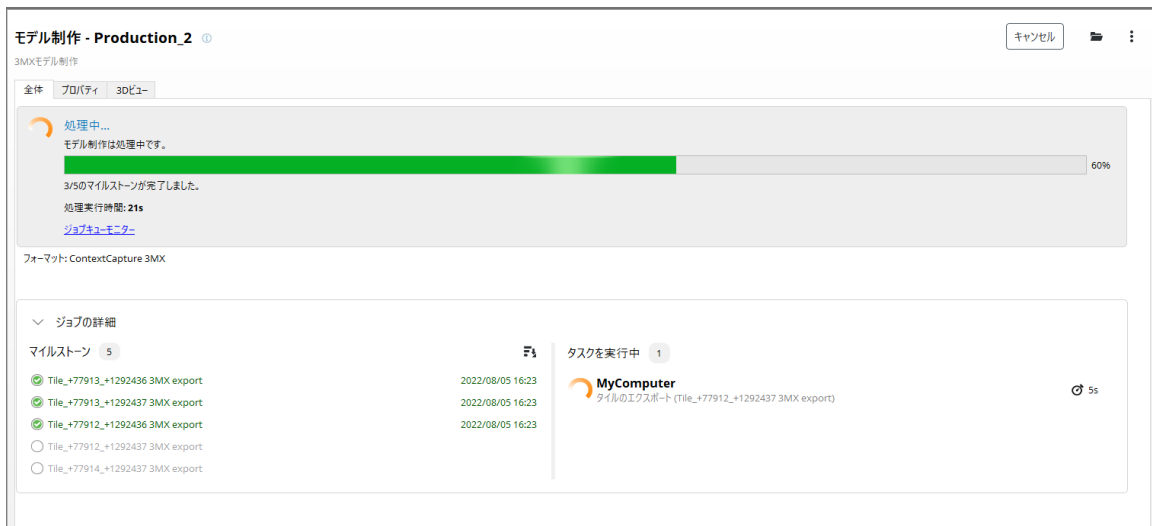 モデル制作 - Production_2
キャンセル
3MXモデル制作
全体 プロパティ 3Dビュー
処理中...
モデル制作は処理中です。
60%
3/5のマイルストーンが完了しました。
処理実行時間: 21s
ジョブキューモニター
フォーマット: ContextCapture 3MX
ジョブの詳細
マイルストーン 5
Tile_+77913_+1292436 3MX export 2022/08/05 16:23
Tile_+77913_+1292437 3MX export 2022/08/05 16:23
Tile_+77912_+1292436 3MX export 2022/08/05 16:23
Tile_+77912_+1292437 3MX export
Tile_+77914_+1292437 3MX export
タスクを実行中 1
MyComputer
タイルのエクスポート (Tile_+77912_+1292437 3MX export)
5s